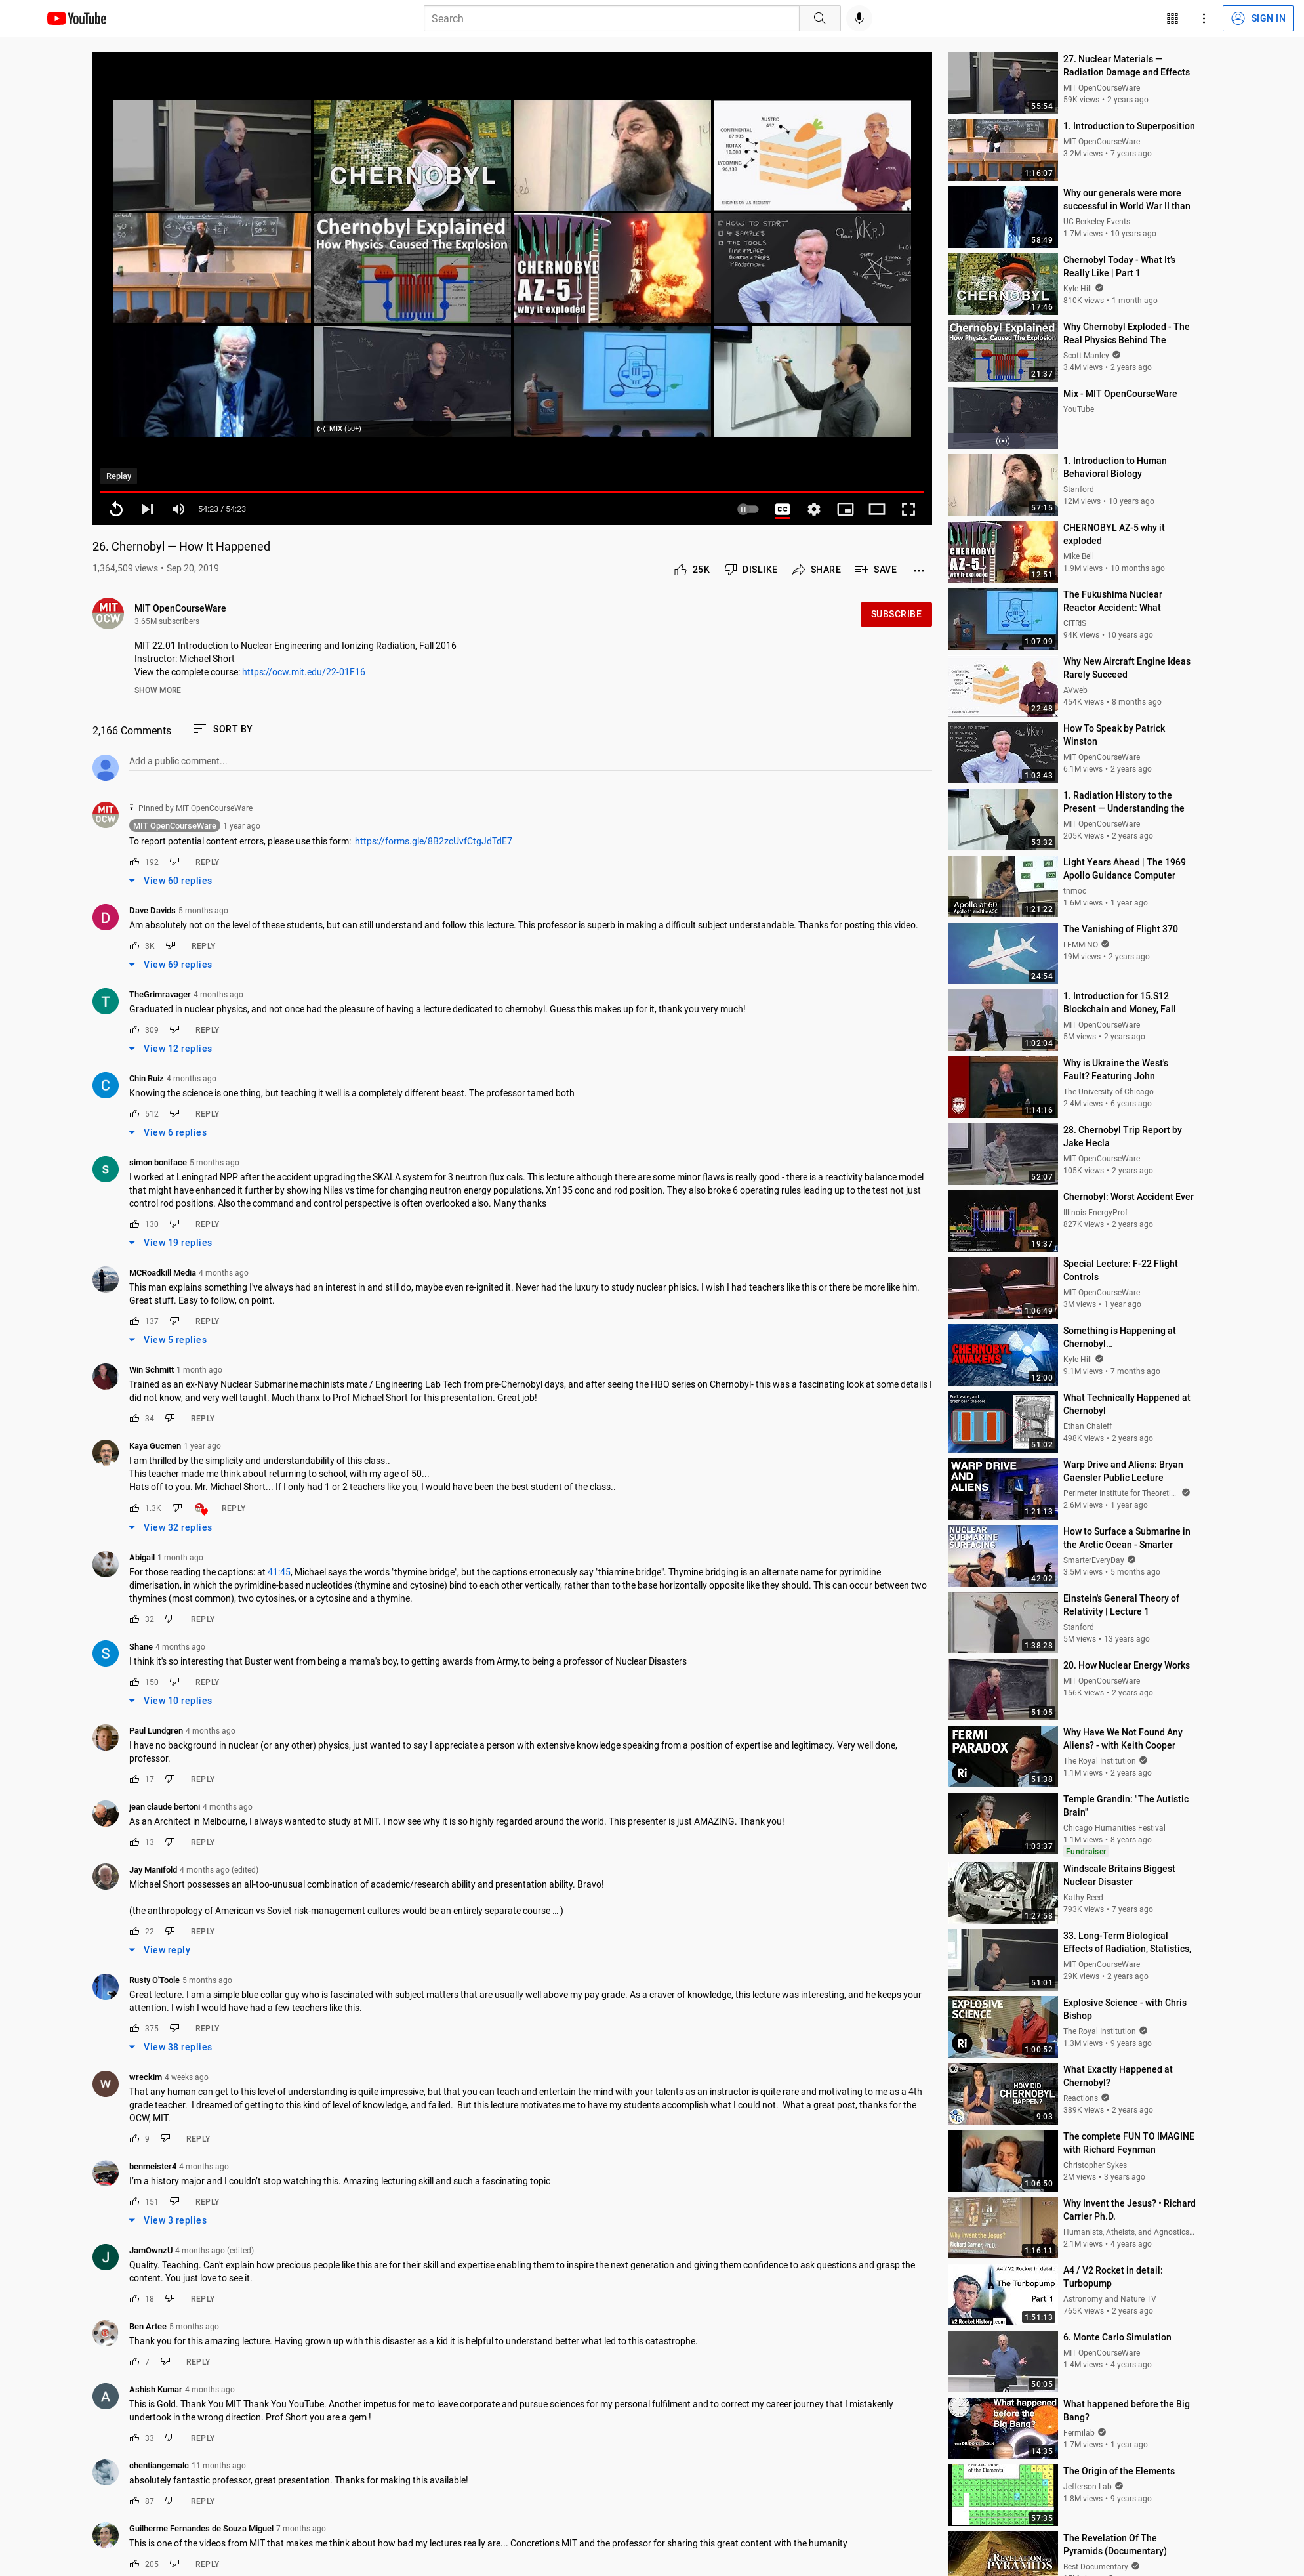 YouTube
Search
SIGN IN
CHERNOBYL
CONTINENTAL 87,935
ROTAX 10,008
LYCOMING 96,133
AUSTRO 437
ENGINES ON U.S. REGISTRY
Chernobyl Explained
How Physics Caused The Explosion
CHERNOBYL
AZ-5
why it exploded
HOW TO START
4 SAMPLES
THE TOOLS
TIME & PLACE
MIX (50+)
Replay
54:23 / 54:23
CC
26. Chernobyl — How It Happened
1,364,509 views • Sep 20, 2019
25K
DISLIKE
SHARE
SAVE
MIT OCW
MIT OpenCourseWare
3.65M subscribers
SUBSCRIBE
MIT 22.01 Introduction to Nuclear Engineering and Ionizing Radiation, Fall 2016
Instructor: Michael Short
View the complete course: https://ocw.mit.edu/22-01F16
SHOW MORE
2,166 Comments
SORT BY
Add a public comment...
MIT OCW
Pinned by MIT OpenCourseWare
MIT OpenCourseWare 1 year ago
To report potential content errors, please use this form: https://forms.gle/8B2zcUvfCtgJdTdE7
192 REPLY
View 60 replies
D
Dave Davids 5 months ago
Am absolutely not on the level of these students, but can still understand and follow this lecture. This professor is superb in making a difficult subject understandable. Thanks for posting this video.
3K REPLY
View 69 replies
T
TheGrimravager 4 months ago
Graduated in nuclear physics, and not once had the pleasure of having a lecture dedicated to chernobyl. Guess this makes up for it, thank you very much!
309 REPLY
View 12 replies
C
Chin Ruiz 4 months ago
Knowing the science is one thing, but teaching it well is a completely different beast. The professor tamed both
512 REPLY
View 6 replies
S
simon boniface 5 months ago
I worked at Leningrad NPP after the accident upgrading the SKALA system for 3 neutron flux cals. This lecture although there are some minor flaws is really good - there is a reactivity balance model
that might have enhanced it further by showing Niles vs time for changing neutron energy populations, Xn135 conc and rod position. They also broke 6 operating rules leading up to the test not just
control rod positions. Also the command and control perspective is often overlooked also. Many thanks
130 REPLY
View 19 replies
MCRoadkill Media 4 months ago
This man explains something I've always had an interest in and still do, maybe even re-ignited it. Never had the luxury to study nuclear phisics. I wish I had teachers like this or there be more like him.
Great stuff. Easy to follow, on point.
137 REPLY
View 5 replies
Win Schmitt 1 month ago
Trained as an ex-Navy Nuclear Submarine machinists mate / Engineering Lab Tech from pre-Chernobyl days, and after seeing the HBO series on Chernobyl- this was a fascinating look at some details I
did not know, and very well taught. Much thanx to Prof Michael Short for this presentation. Great job!
34 REPLY
Kaya Gucmen 1 year ago
I am thrilled by the simplicity and understandability of this class..
This teacher made me think about returning to school, with my age of 50...
Hats off to you. Mr. Michael Short... If I only had 1 or 2 teachers like you, I would have been the best student of the class..
1.3K REPLY
View 32 replies
Abigail 1 month ago
For those reading the captions: at 41:45, Michael says the words "thymine bridge", but the captions erroneously say "thiamine bridge". Thymine bridging is an alternate name for pyrimidine
dimerisation, in which the pyrimidine-based nucleotides (thymine and cytosine) bind to each other vertically, rather than to the base horizontally opposite like they should. This can occur between two
thymines (most common), two cytosines, or a cytosine and a thymine.
32 REPLY
S
Shane 4 months ago
I think it's so interesting that Buster went from being a mama's boy, to getting awards from Army, to being a professor of Nuclear Disasters
150 REPLY
View 10 replies
Paul Lundgren 4 months ago
I have no background in nuclear (or any other) physics, just wanted to say I appreciate a person with extensive knowledge speaking from a position of expertise and legitimacy. Very well done,
professor.
17 REPLY
jean claude bertoni 4 months ago
As an Architect in Melbourne, I always wanted to study at MIT. I now see why it is so highly regarded around the world. This presenter is just AMAZING. Thank you!
13 REPLY
Jay Manifold 4 months ago (edited)
Michael Short possesses an all-too-unusual combination of academic/research ability and presentation ability. Bravo!
(the anthropology of American vs Soviet risk-management cultures would be an entirely separate course … )
22 REPLY
View reply
Rusty O'Toole 5 months ago
Great lecture. I am a simple blue collar guy who is fascinated with subject matters that are usually well above my pay grade. As a craver of knowledge, this lecture was interesting, and he keeps your
attention. I wish I would have had a few teachers like this.
375 REPLY
View 38 replies
W
wreckim 4 weeks ago
That any human can get to this level of understanding is quite impressive, but that you can teach and entertain the mind with your talents as an instructor is quite rare and motivating to me as a 4th
grade teacher. I dreamed of getting to this kind of level of knowledge, and failed. But this lecture motivates me to have my students accomplish what I could not. What a great post, thanks for the
OCW, MIT.
9 REPLY
benmeister4 4 months ago
I'm a history major and I couldn't stop watching this. Amazing lecturing skill and such a fascinating topic
151 REPLY
View 3 replies
J
JamOwnzU 4 months ago (edited)
Quality. Teaching. Can't explain how precious people like this are for their skill and expertise enabling them to inspire the next generation and giving them confidence to ask questions and grasp the
content. You just love to see it.
18 REPLY
Ben Artee 5 months ago
Thank you for this amazing lecture. Having grown up with this disaster as a kid it is helpful to understand better what led to this catastrophe.
7 REPLY
A
Ashish Kumar 4 months ago
This is Gold. Thank You MIT Thank You YouTube. Another impetus for me to leave corporate and pursue sciences for my personal fulfilment and to correct my career journey that I mistakenly
undertook in the wrong direction. Prof Short you are a gem !
33 REPLY
chentiangemalc 11 months ago
absolutely fantastic professor, great presentation. Thanks for making this available!
87 REPLY
Guilherme Fernandes de Souza Miguel 7 months ago
This is one of the videos from MIT that makes me think about how bad my lectures really are... Concretions MIT and the professor for sharing this great content with the humanity
205 REPLY
55:54
27. Nuclear Materials —
Radiation Damage and Effects
MIT OpenCourseWare
59K views • 2 years ago
1:16:07
1. Introduction to Superposition
MIT OpenCourseWare
3.2M views • 7 years ago
58:49
Why our generals were more
successful in World War II than
UC Berkeley Events
1.7M views • 10 years ago
CHERNOBYL
17:46
Chernobyl Today - What It's
Really Like | Part 1
Kyle Hill
810K views • 1 month ago
Chernobyl Explained
How Physics Caused The Explosion
21:37
Why Chernobyl Exploded - The
Real Physics Behind The
Scott Manley
3.4M views • 2 years ago
Mix - MIT OpenCourseWare
YouTube
57:15
1. Introduction to Human
Behavioral Biology
Stanford
12M views • 10 years ago
CHERNOBYL
AZ-5
why it exploded
12:51
CHERNOBYL AZ-5 why it
exploded
Mike Bell
1.9M views • 10 months ago
1:07:09
The Fukushima Nuclear
Reactor Accident: What
CITRIS
94K views • 10 years ago
22:48
Why New Aircraft Engine Ideas
Rarely Succeed
AVweb
454K views • 8 months ago
1:03:43
How To Speak by Patrick
Winston
MIT OpenCourseWare
6.1M views • 2 years ago
53:32
1. Radiation History to the
Present — Understanding the
MIT OpenCourseWare
205K views • 2 years ago
Apollo at 60
Apollo 11 and the AGC
1:21:22
Light Years Ahead | The 1969
Apollo Guidance Computer
tnmoc
1.6M views • 1 year ago
24:54
The Vanishing of Flight 370
LEMMiNO
19M views • 2 years ago
1:02:04
1. Introduction for 15.S12
Blockchain and Money, Fall
MIT OpenCourseWare
5M views • 2 years ago
1:14:16
Why is Ukraine the West's
Fault? Featuring John
The University of Chicago
2.4M views • 6 years ago
52:07
28. Chernobyl Trip Report by
Jake Hecla
MIT OpenCourseWare
105K views • 2 years ago
19:37
Chernobyl: Worst Accident Ever
Illinois EnergyProf
827K views • 2 years ago
1:06:49
Special Lecture: F-22 Flight
Controls
MIT OpenCourseWare
3M views • 1 year ago
CHERNOBYL
AWAKENS
12:00
Something is Happening at
Chernobyl…
Kyle Hill
9.1M views • 7 months ago
Fuel, water, and
graphite in the core
51:02
What Technically Happened at
Chernobyl
Ethan Chaleff
498K views • 2 years ago
WARP DRIVE
AND
ALIENS
1:21:13
Warp Drive and Aliens: Bryan
Gaensler Public Lecture
Perimeter Institute for Theoreti...
2.6M views • 1 year ago
NUCLEAR
SUBMARINE
SURFACING
42:02
How to Surface a Submarine in
the Arctic Ocean - Smarter
SmarterEveryDay
3.5M views • 5 months ago
1:38:28
Einstein's General Theory of
Relativity | Lecture 1
Stanford
5M views • 13 years ago
51:05
20. How Nuclear Energy Works
MIT OpenCourseWare
156K views • 2 years ago
FERMI
PARADOX
Ri
51:38
Why Have We Not Found Any
Aliens? - with Keith Cooper
The Royal Institution
1.1M views • 2 years ago
1:03:37
Temple Grandin: "The Autistic
Brain"
Chicago Humanities Festival
1.1M views • 8 years ago
Fundraiser
1:27:58
Windscale Britains Biggest
Nuclear Disaster
Kathy Reed
793K views • 7 years ago
51:01
33. Long-Term Biological
Effects of Radiation, Statistics,
MIT OpenCourseWare
29K views • 2 years ago
EXPLOSIVE
SCIENCE
Ri
1:00:52
Explosive Science - with Chris
Bishop
The Royal Institution
1.3M views • 9 years ago
HOW DID
CHERNOBYL
HAPPEN?
9:03
What Exactly Happened at
Chernobyl?
Reactions
389K views • 2 years ago
1:06:50
The complete FUN TO IMAGINE
with Richard Feynman
Christopher Sykes
2M views • 3 years ago
Why Invent the Jesus?
Richard Carrier, Ph.D.
1:16:11
Why Invent the Jesus? • Richard
Carrier Ph.D.
Humanists, Atheists, and Agnostics...
2.1M views • 4 years ago
A4 / V2 Rocket in detail:
The Turbopump
Part 1
V2 Rocket History .com
1:51:13
A4 / V2 Rocket in detail:
Turbopump
Astronomy and Nature TV
765K views • 2 years ago
50:05
6. Monte Carlo Simulation
MIT OpenCourseWare
1.4M views • 4 years ago
What happened
before the
Big Bang?
14:35
What happened before the Big
Bang?
Fermilab
1.7M views • 1 year ago
of the Elements
57:35
The Origin of the Elements
Jefferson Lab
1.8M views • 9 years ago
REVELATION OF THE
PYRAMIDS
The Revelation Of The
Pyramids (Documentary)
Best Documentary